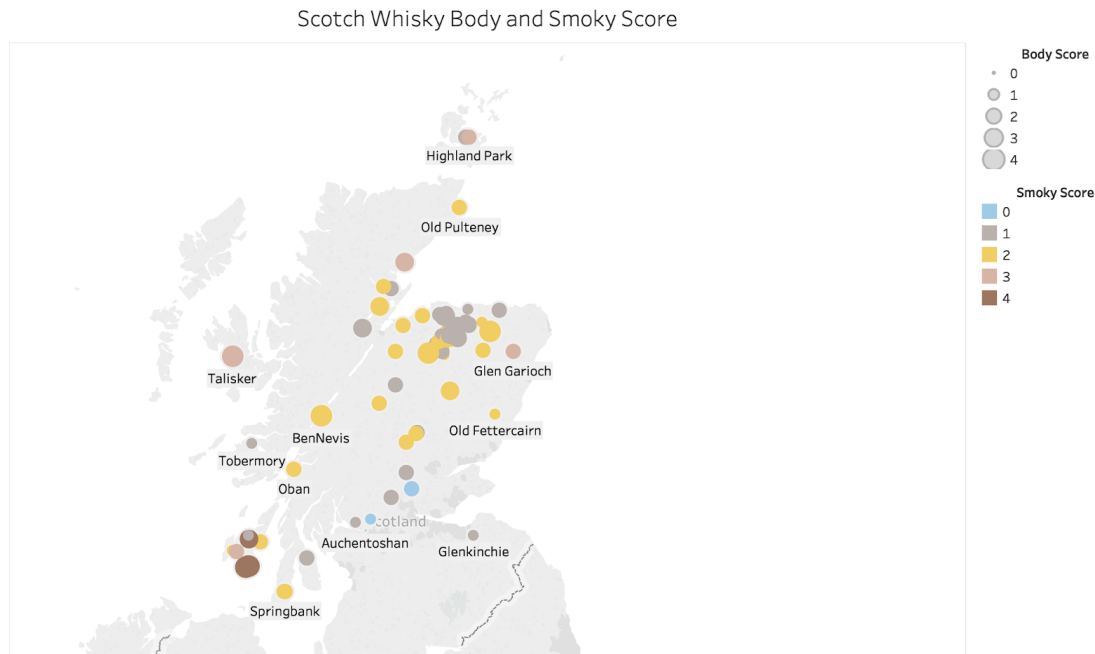 Scotch Whisky Body and Smoky Score
Body Score
0
1
2
3
4
Smoky Score
0
1
2
3
4
Highland Park
Old Pulteney
Talisker
Glen Garioch
BenNevis
Old Fettercairn
Tobermory
Oban
cotland
Auchentoshan
Glenkinchie
Springbank